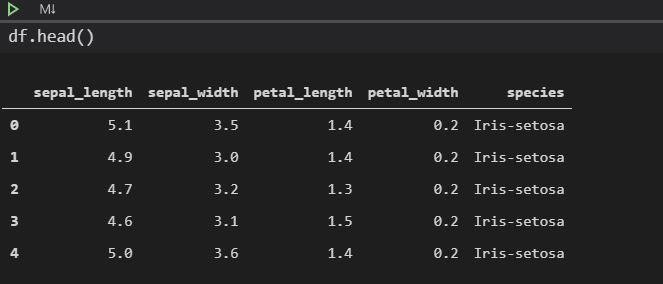 M↓
df.head()
sepal_length sepal_width petal_length petal_width species
0 5.1 3.5 1.4 0.2 Iris-setosa
1 4.9 3.0 1.4 0.2 Iris-setosa
2 4.7 3.2 1.3 0.2 Iris-setosa
3 4.6 3.1 1.5 0.2 Iris-setosa
4 5.0 3.6 1.4 0.2 Iris-setosa